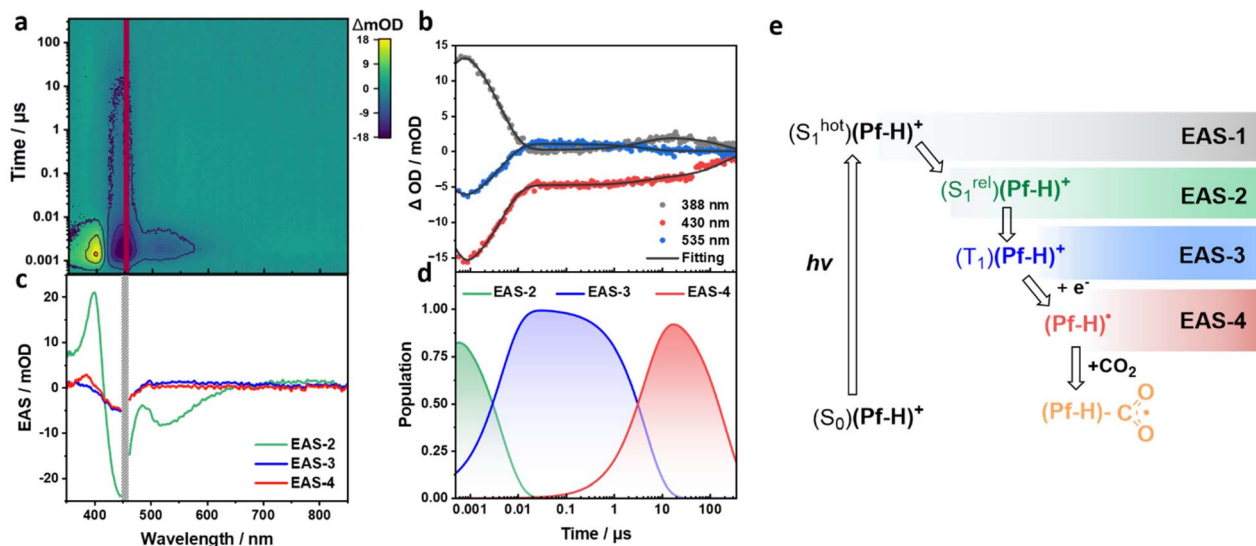 a
ΔmOD
18
9
0
-9
-18
100
10
1
0.1
0.01
0.001
Time / µs
b
15
10
5
0
−5
−10
−15
Δ OD / mOD
388 nm
430 nm
535 nm
Fitting
c
20
10
0
-10
-20
EAS / mOD
EAS-2
EAS-3
EAS-4
400 500 600 700 800
Wavelength / nm
d
EAS-2 EAS-3 EAS-4
1.00
0.75
0.50
0.25
0.00
Population
0.001 0.01 0.1 1 10 100
Time / µs
e
(S₁ʰᵒᵗ)(Pf-H)⁺ EAS-1
(S₁ʳᵉˡ)(Pf-H)⁺ EAS-2
(T₁)(Pf-H)⁺ EAS-3
hv
+ e⁻
(Pf-H)• EAS-4
+CO₂
(S₀)(Pf-H)⁺
(Pf-H)- C O • O